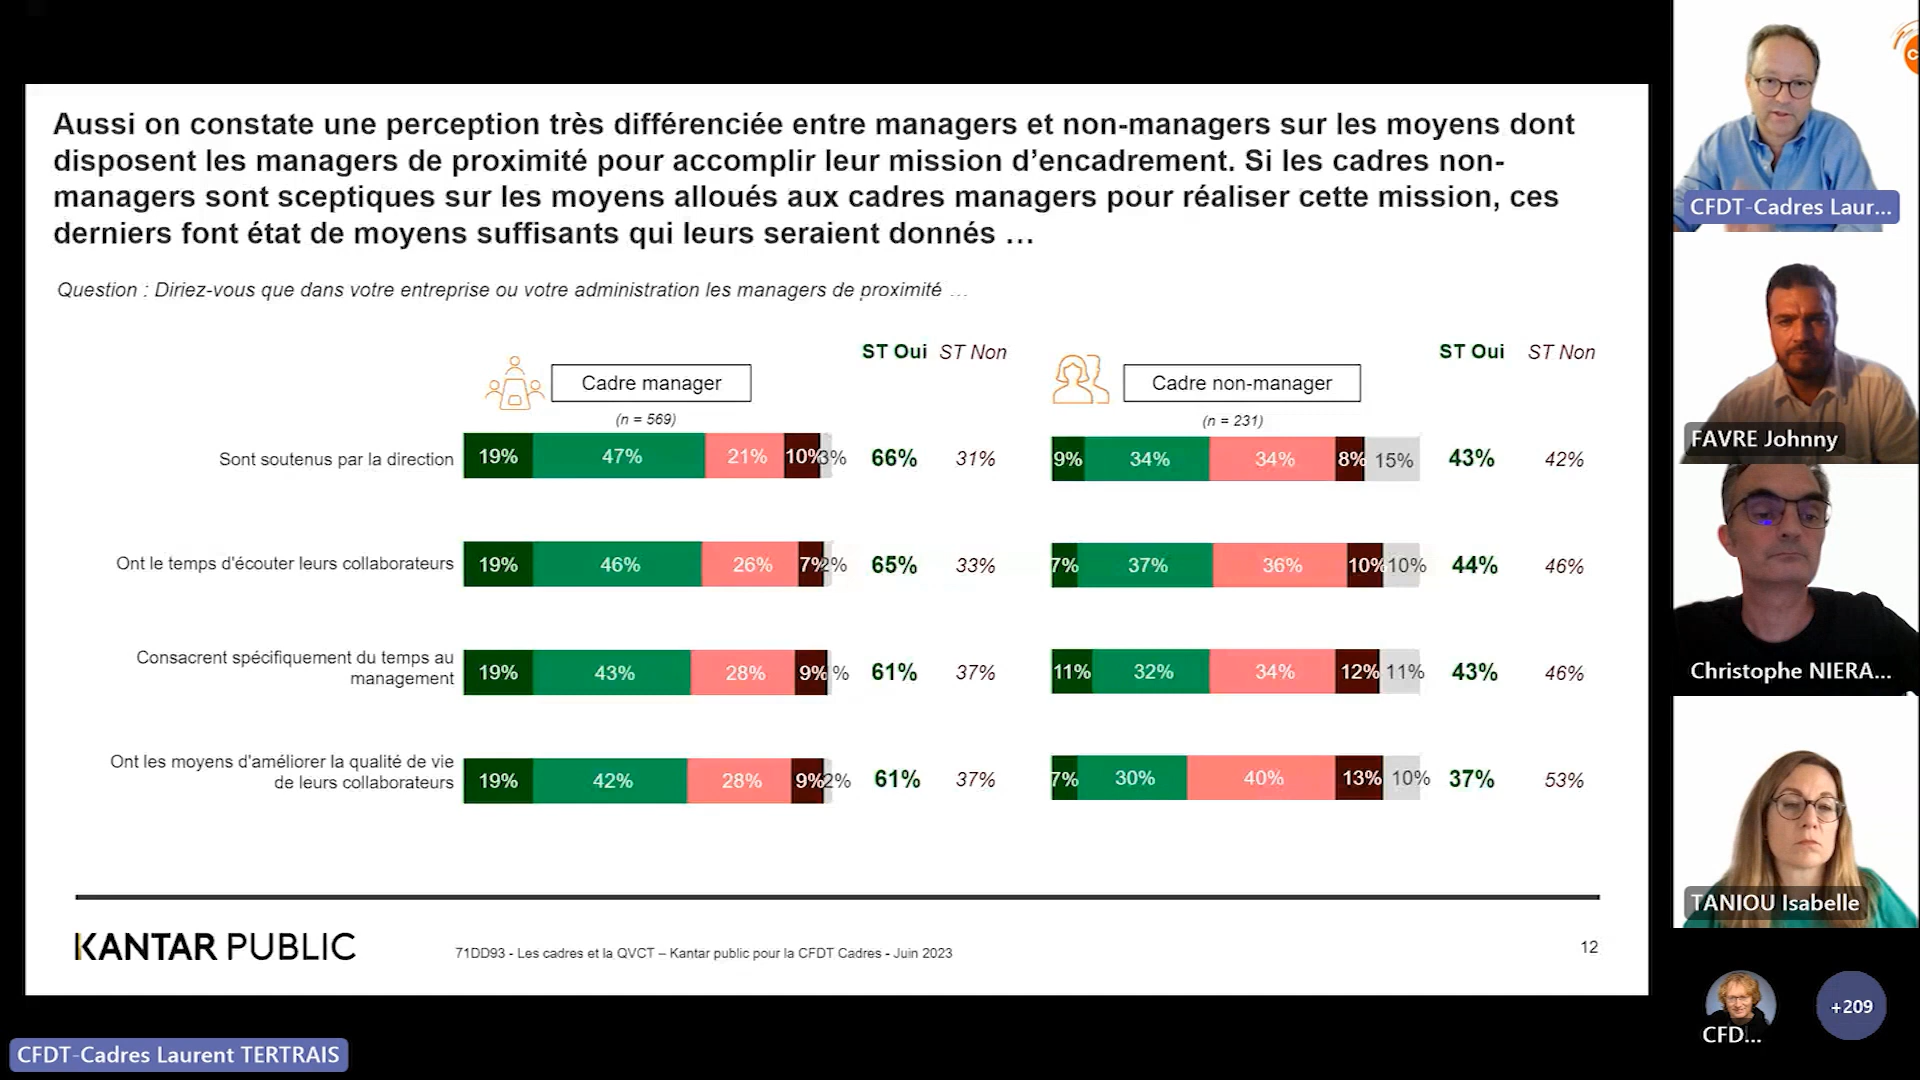 Aussi on constate une perception très différenciée entre managers et non-managers sur les moyens dont
disposent les managers de proximité pour accomplir leur mission d'encadrement. Si les cadres non-
managers sont sceptiques sur les moyens alloués aux cadres managers pour réaliser cette mission, ces
derniers font état de moyens suffisants qui leurs seraient donnés …
Question : Diriez-vous que dans votre entreprise ou votre administration les managers de proximité …
ST Oui ST Non
ST Oui ST Non
Cadre manager
(n = 569)
Cadre non-manager
(n = 231)
Sont soutenus par la direction 19% 47% 21% 10% 3% 66% 31% 9% 34% 34% 8% 15% 43% 42%
Ont le temps d'écouter leurs collaborateurs 19% 46% 26% 7% 2% 65% 33% 7% 37% 36% 10% 10% 44% 46%
Consacrent spécifiquement du temps au
management 19% 43% 28% 9% % 61% 37% 11% 32% 34% 12% 11% 43% 46%
Ont les moyens d'améliorer la qualité de vie
de leurs collaborateurs 19% 42% 28% 9% 2% 61% 37% 7% 30% 40% 13% 10% 37% 53%
KANTAR PUBLIC
71DD93 - Les cadres et la QVCT – Kantar public pour la CFDT Cadres - Juin 2023
12
CFDT-Cadres Laurent TERTRAIS
CFDT-Cadres Laur...
FAVRE Johnny
Christophe NIERA...
TANIOU Isabelle
CFD...
+209